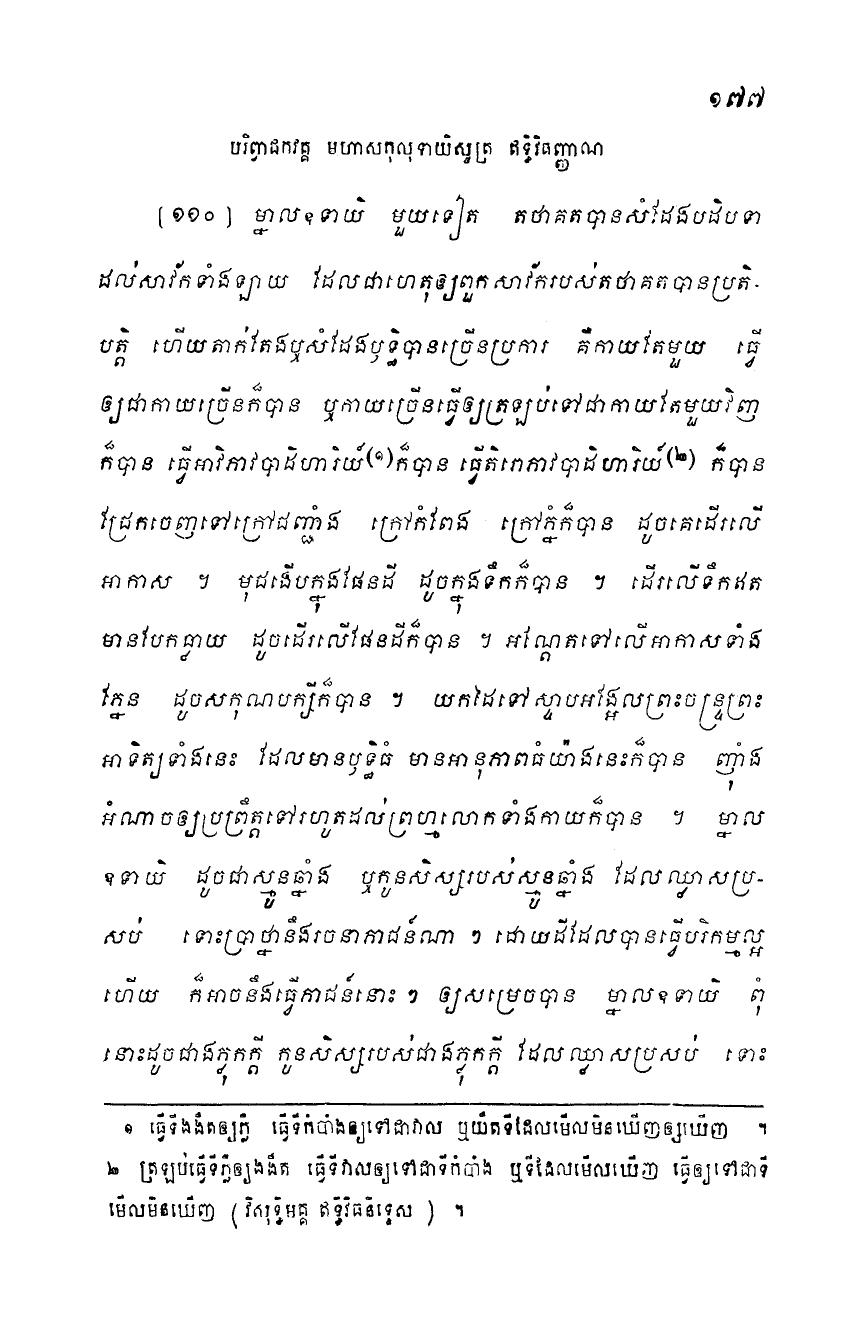 ១៧៧
បរិព្វាជកវគ្គ មហាសកុលុទាយិសូត្រ ឥទ្ធិវិធញ្ញាណ
[១១០] ម្នាលឧទាយិ មួយទៀត តថាគតបានសំដែងបដិបទា
ដល់សាវ័កទាំងឡាយ ដែលជាហេតុឲ្យពួកសាវ័ករបស់តថាគតបានប្រតិ-
បត្តិ ហើយតាក់តែងឬសំដែងឫទ្ធិបានច្រើនប្រការ គឺកាយតែមួយ ធ្វើ
ឲ្យជាកាយច្រើនក៏បាន ឬកាយច្រើនធ្វើឲ្យត្រឡប់ទៅជាកាយតែមួយវិញ
ក៏បាន ធ្វើអាវិភាវបាដិហារិយ៍(១)ក៏បាន ធ្វើតិរោភាវបាដិហារិយ៍(២) ក៏បាន
ជ្រែកចេញទៅក្រៅជញ្ជាំង ក្រៅកំពែង ក្រៅភ្នំក៏បាន ដូចគេដើរលើ
អាកាស ។ មុជងើបក្នុងផែនដី ដូចក្នុងទឹកក៏បាន ។ ដើរលើទឹកឥត
មានបែកធ្លាយ ដូចដើរលើផែនដីក៏បាន ។ អណ្តែតទៅលើអាកាសទាំង
ភ្នែន ដូចសកុណបក្សីក៏បាន ។ យកដៃទៅស្ទាបអង្អែលព្រះចន្ទ្រព្រះ
អាទិត្យទាំងនេះ ដែលមានឫទ្ធិធំ មានអានុភាពធំយ៉ាងនេះក៏បាន ញ៉ាំង
អំណាចឲ្យប្រព្រឹត្តទៅរហូតដល់ព្រហ្មលោកទាំងកាយក៏បាន ។ ម្នាល
ឧទាយិ ដូចជាស្មូនឆ្នាំង ឬកូនសិស្សរបស់ស្មូនឆ្នាំង ដែលឈ្លាសប្រ-
សប់ ទោះប្រាថ្នានឹងរចនាភាជន៍ណា ៗ ដោយដីដែលបានធ្វើបរិកម្មល្អ
ហើយ ក៏អាចនឹងធ្វើភាជន៍នោះ ៗ ឲ្យសម្រេចបាន ម្នាលឧទាយិ ពុំ
នោះដូចជាងភ្លុកក្តី កូនសិស្សរបស់ជាងភ្លុកក្តី ដែលឈ្លាសប្រសប់ ទោះ
១ ធ្វើទីងងឹតឲ្យភ្លឺ ធ្វើទីកំបាំងឲ្យទៅជាវាល ឬយ៉តទីដែលមើលមិនឃើញឲ្យឃើញ ។
២ ត្រឡប់ធ្វើទីភ្លឺឲ្យងងឹត ធ្វើទីវាលឲ្យទៅជាទីកំបាំង ឬទីដែលមើលឃើញ ធ្វើឲ្យទៅជាទី
មើលមិនឃើញ (វិសុទ្ធិមគ្គ ឥទ្ធិវិធនិទ្ទេស) ។